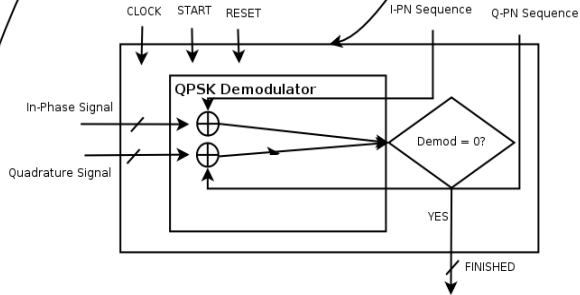 CLOCK
START
RESET
I-PN Sequence
Q-PN Sequence
QPSK Demodulator
In-Phase Signal
Demod = 0?
Quadrature Signal
YES
FINISHED